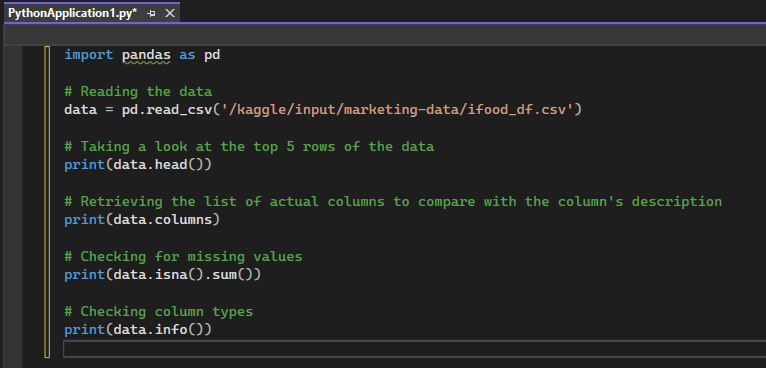 PythonApplication1.py*
import pandas as pd
# Reading the data
data = pd.read_csv('/kaggle/input/marketing-data/ifood_df.csv')
# Taking a look at the top 5 rows of the data
print(data.head())
# Retrieving the list of actual columns to compare with the column's description
print(data.columns)
# Checking for missing values
print(data.isna().sum())
# Checking column types
print(data.info())